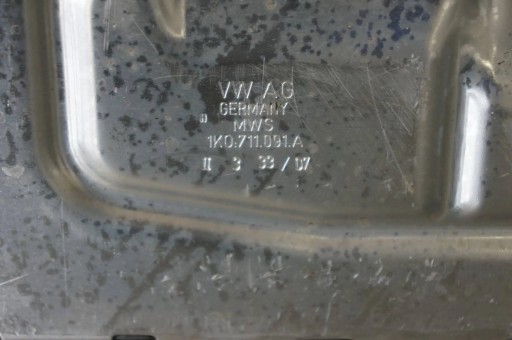 VW AG
GERMANY
MWS
1K0.711.091.A
II 3 33/07